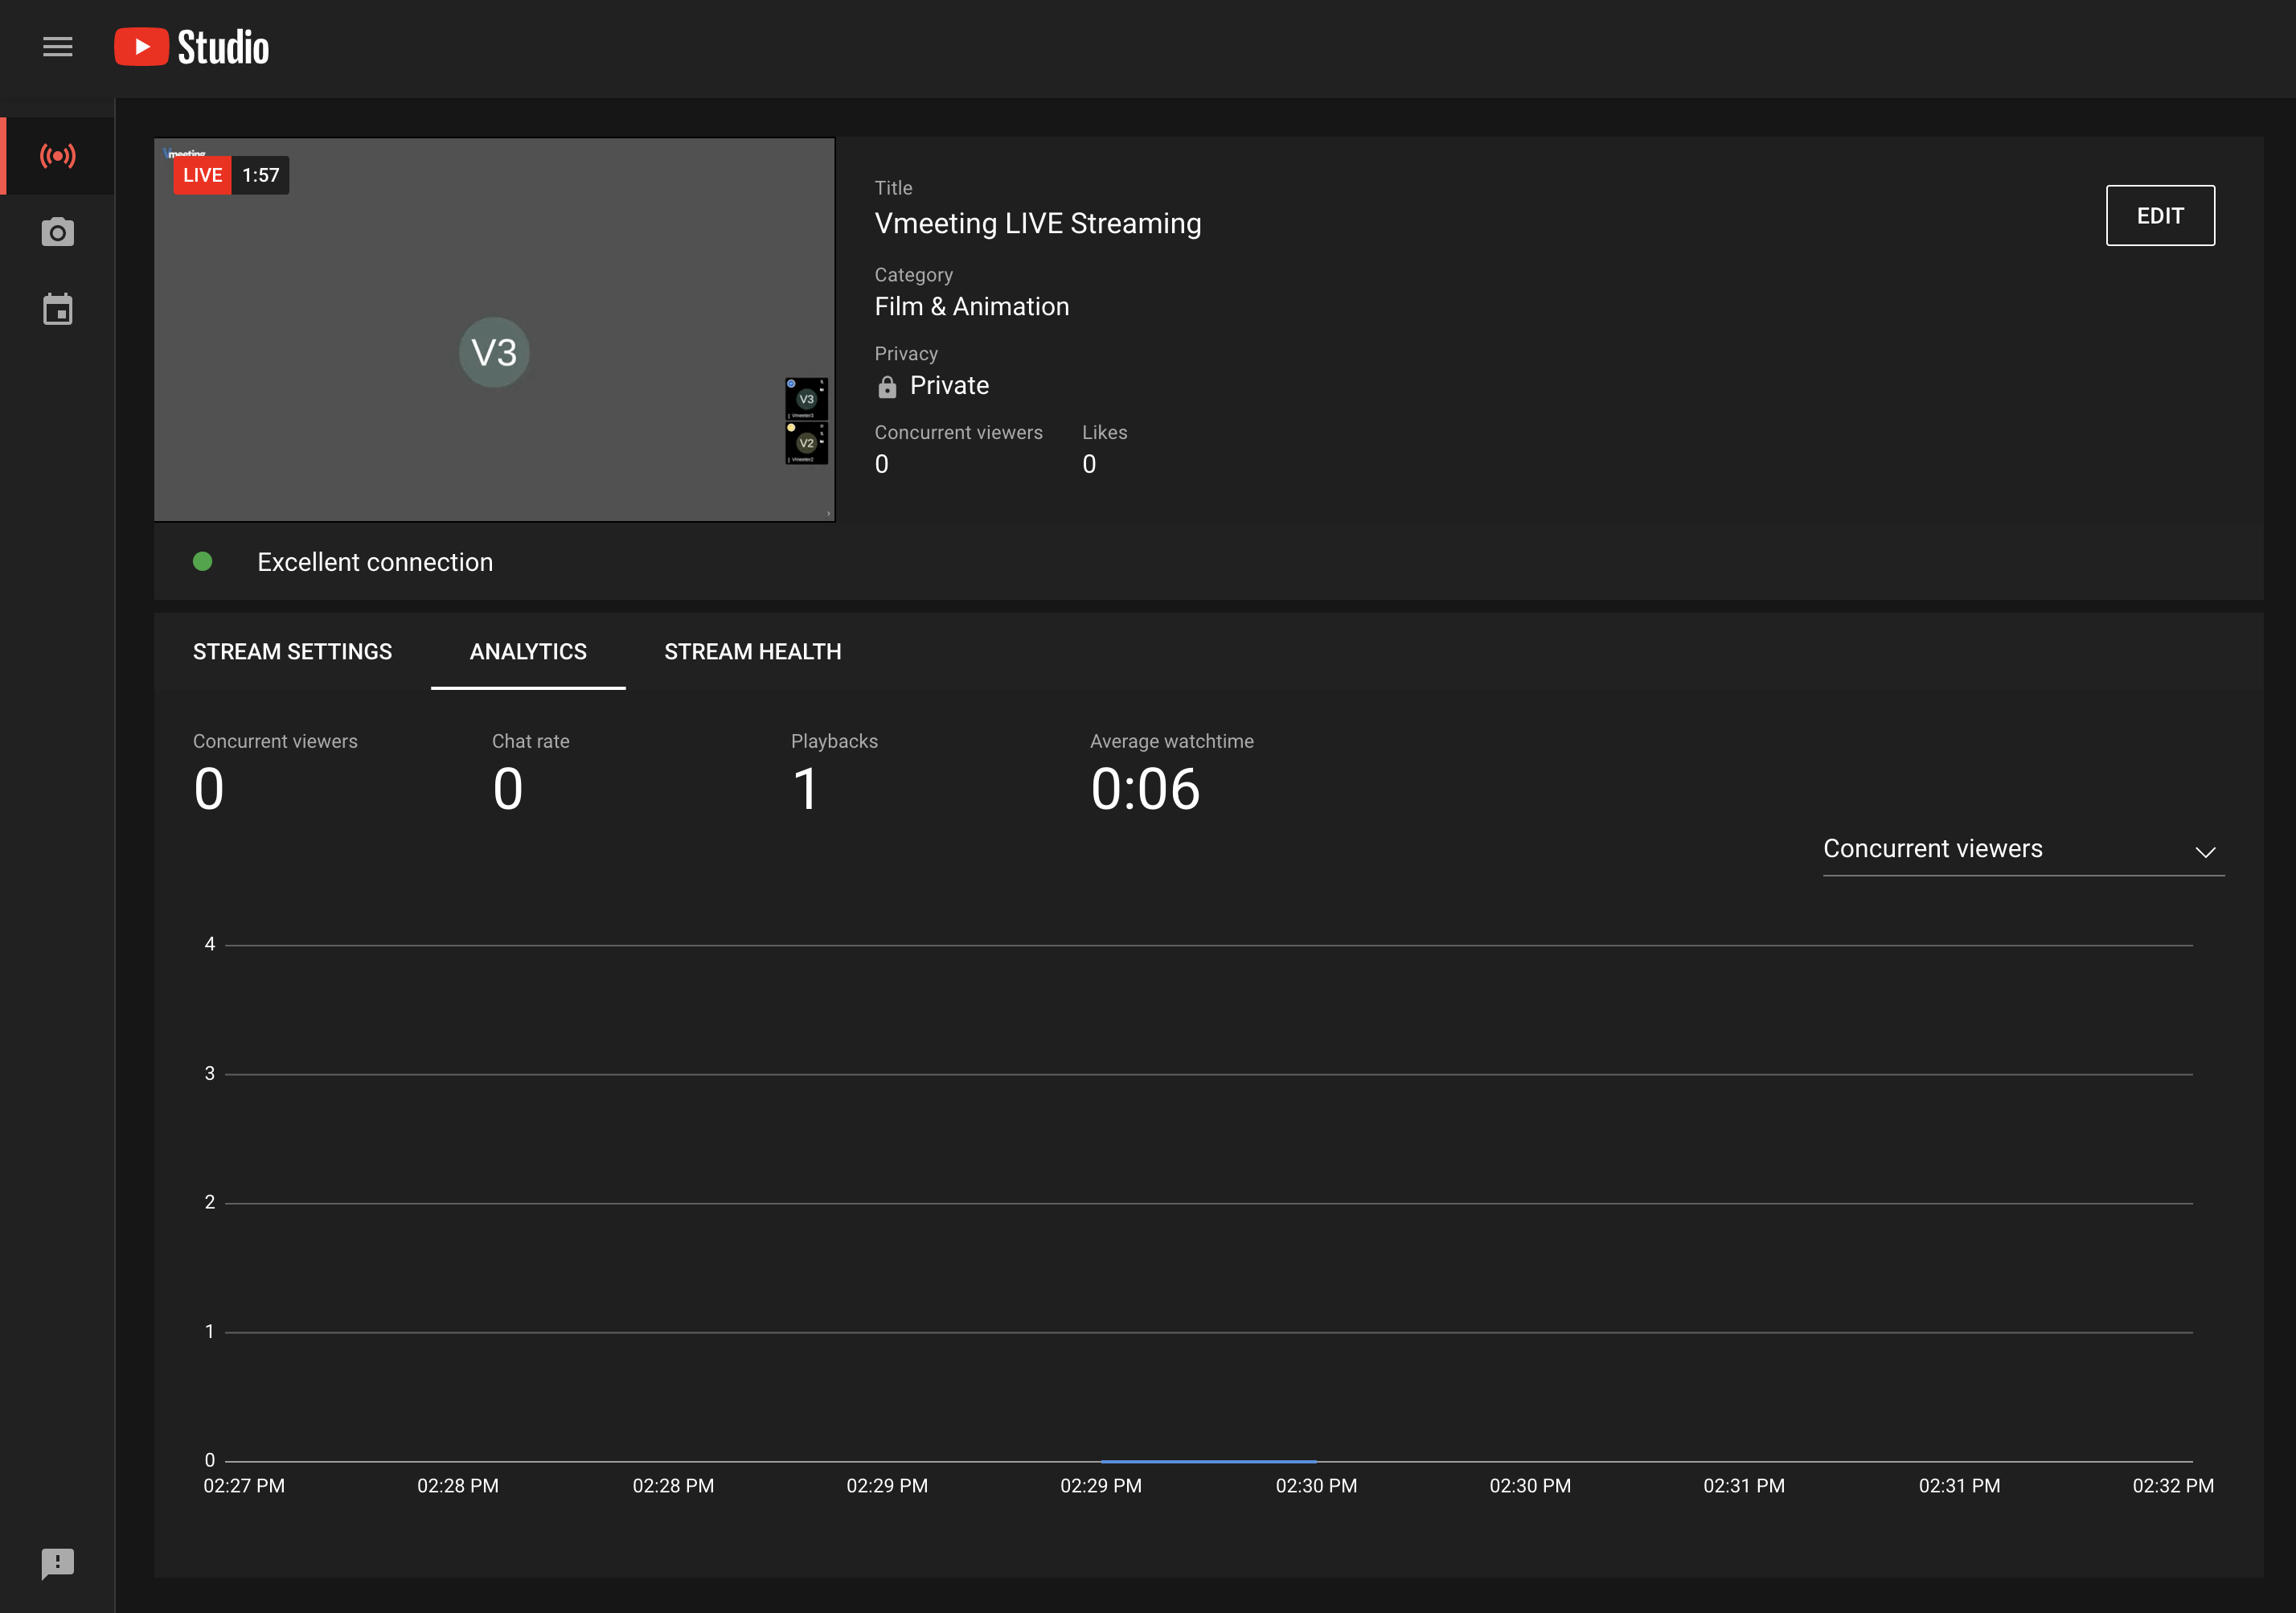 Studio
Vmeeting
LIVE 1:57
V3
V3
Vmeeter3
V2
Vmeeter2
Title
Vmeeting LIVE Streaming
EDIT
Category
Film & Animation
Privacy
Private
Concurrent viewers Likes
0 0
Excellent connection
STREAM SETTINGS ANALYTICS STREAM HEALTH
Concurrent viewers Chat rate Playbacks Average watchtime
0 0 1 0:06
Concurrent viewers
4
3
2
1
0
02:27 PM 02:28 PM 02:28 PM 02:29 PM 02:29 PM 02:30 PM 02:30 PM 02:31 PM 02:31 PM 02:32 PM